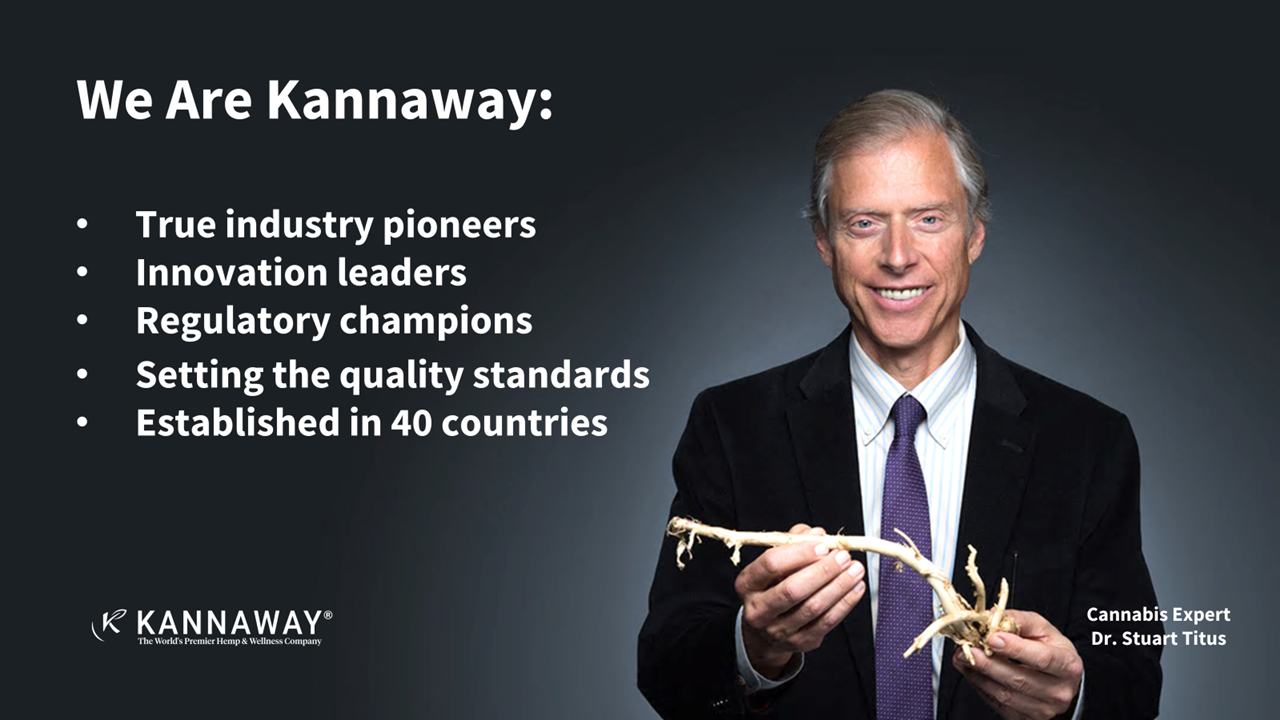 We Are Kannaway:
• True industry pioneers
• Innovation leaders
• Regulatory champions
• Setting the quality standards
• Established in 40 countries
KANNAWAY®
The World's Premier Hemp & Wellness Company
Cannabis Expert
Dr. Stuart Titus